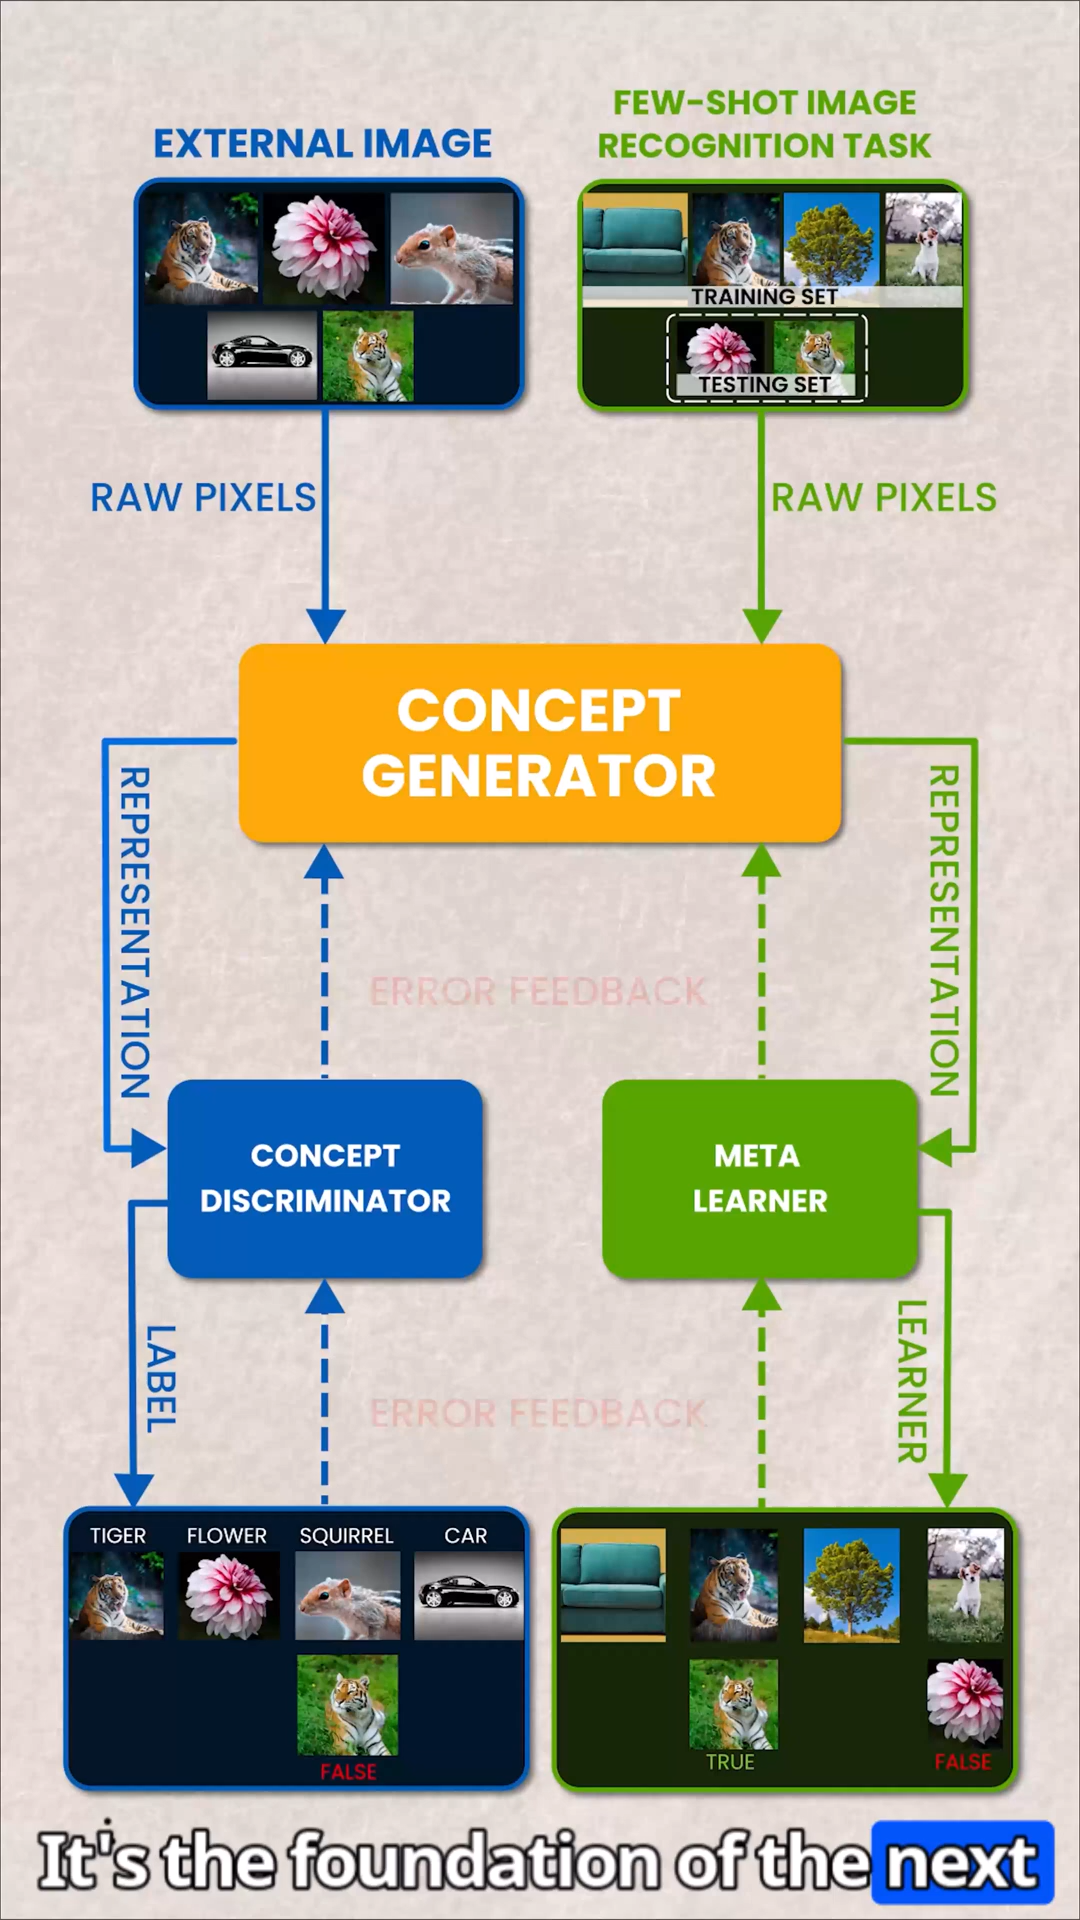 EXTERNAL IMAGE
FEW-SHOT IMAGE
RECOGNITION TASK
TRAINING SET
TESTING SET
RAW PIXELS
RAW PIXELS
CONCEPT
GENERATOR
REPRESENTATION
REPRESENTATION
ERROR FEEDBACK
CONCEPT
DISCRIMINATOR
META
LEARNER
LABEL
LEARNER
ERROR FEEDBACK
TIGER FLOWER SQUIRREL CAR
FALSE
TRUE
FALSE
It's the foundation of the next